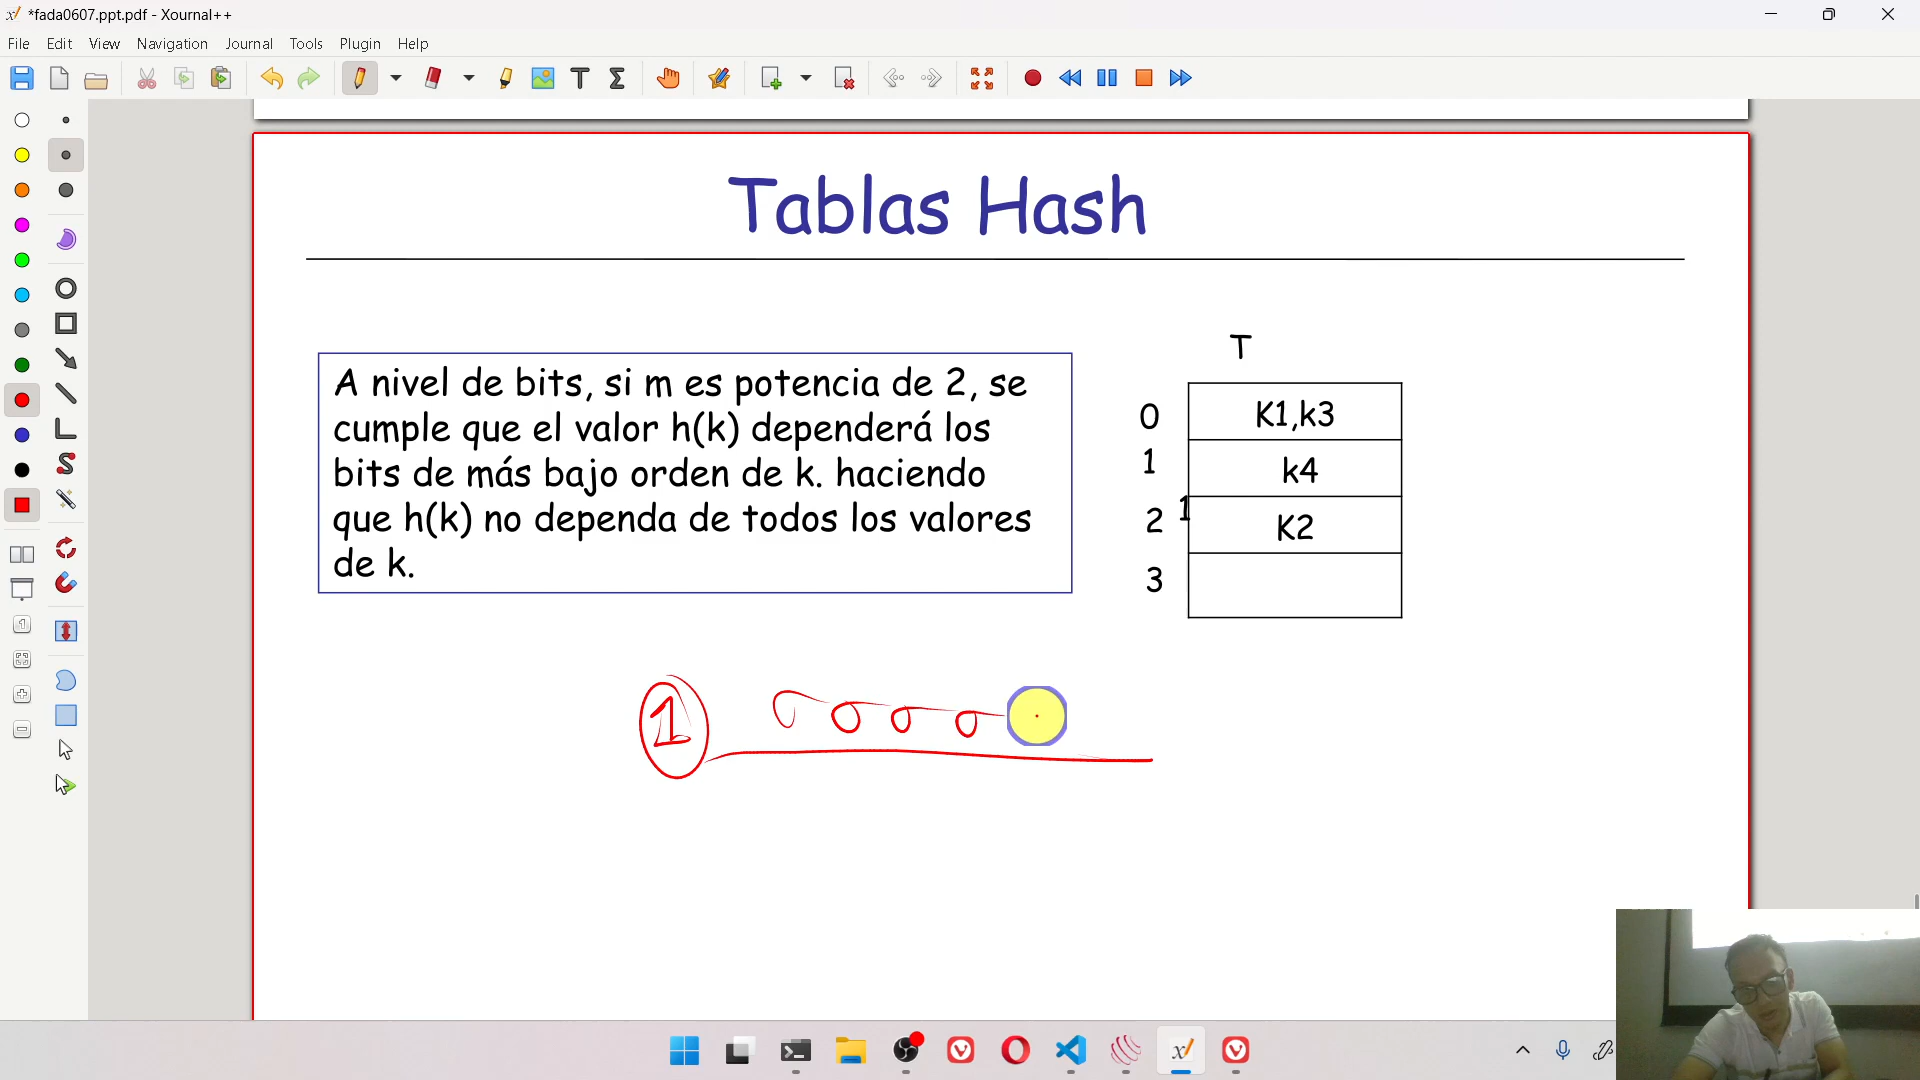 *fada0607.ppt.pdf - Xournal++
File Edit View Navigation Journal Tools Plugin Help
Tablas Hash
A nivel de bits, si m es potencia de 2, se
cumple que el valor h(k) dependerá los
bits de más bajo orden de k. haciendo
que h(k) no dependa de todos los valores
de k.
T
0 K1,k3
1 k4
2 1 K2
3
1 0 0 0 0